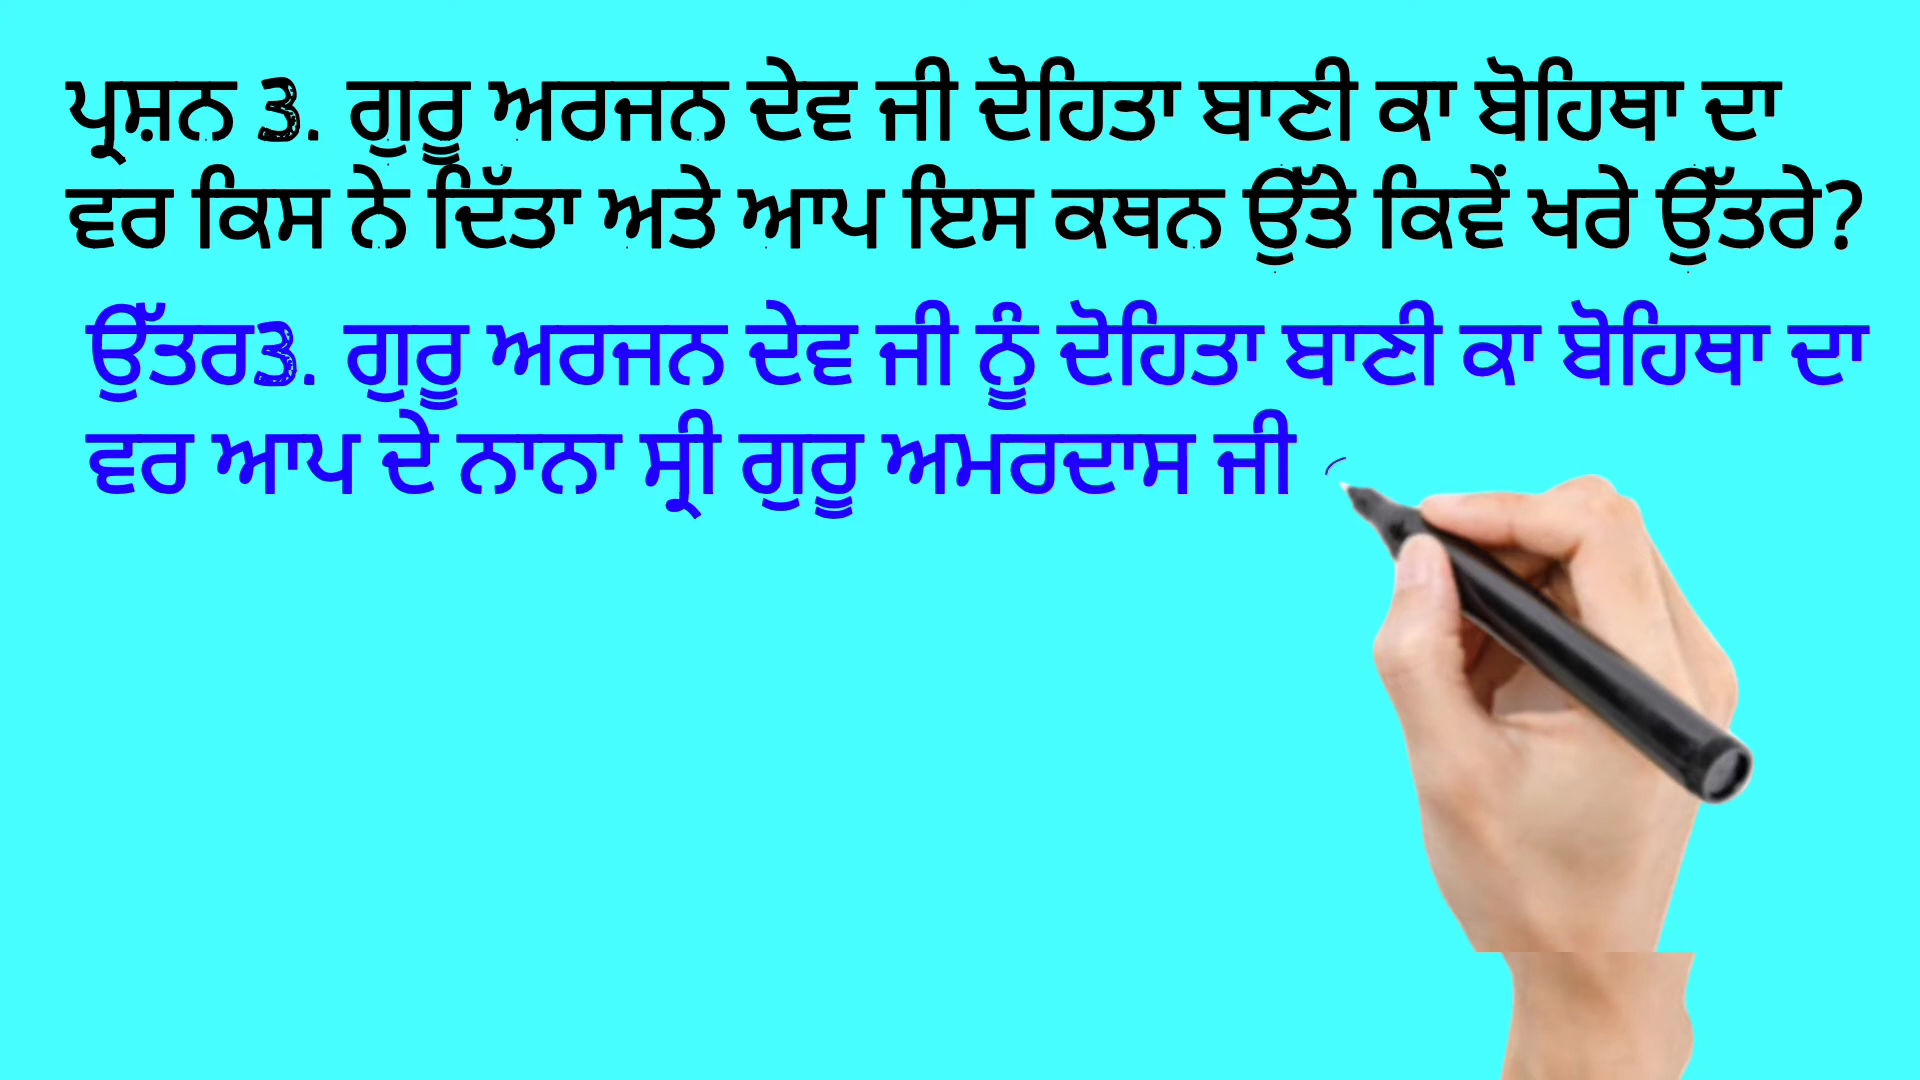 ਪ੍ਰਸ਼ਨ 3. ਗੁਰੂ ਅਰਜਨ ਦੇਵ ਜੀ ਦੋਹਿਤਾ ਬਾਣੀ ਕਾ ਬੋਹਿਥਾ ਦਾ
ਵਰ ਕਿਸ ਨੇ ਦਿੱਤਾ ਅਤੇ ਆਪ ਇਸ ਕਥਨ ਉੱਤੇ ਕਿਵੇਂ ਖਰੇ ਉੱਤਰੇ?
ਉੱਤਰ3. ਗੁਰੂ ਅਰਜਨ ਦੇਵ ਜੀ ਨੂੰ ਦੋਹਿਤਾ ਬਾਣੀ ਕਾ ਬੋਹਿਥਾ ਦਾ
ਵਰ ਆਪ ਦੇ ਨਾਨਾ ਸ੍ਰੀ ਗੁਰੂ ਅਮਰਦਾਸ ਜੀ